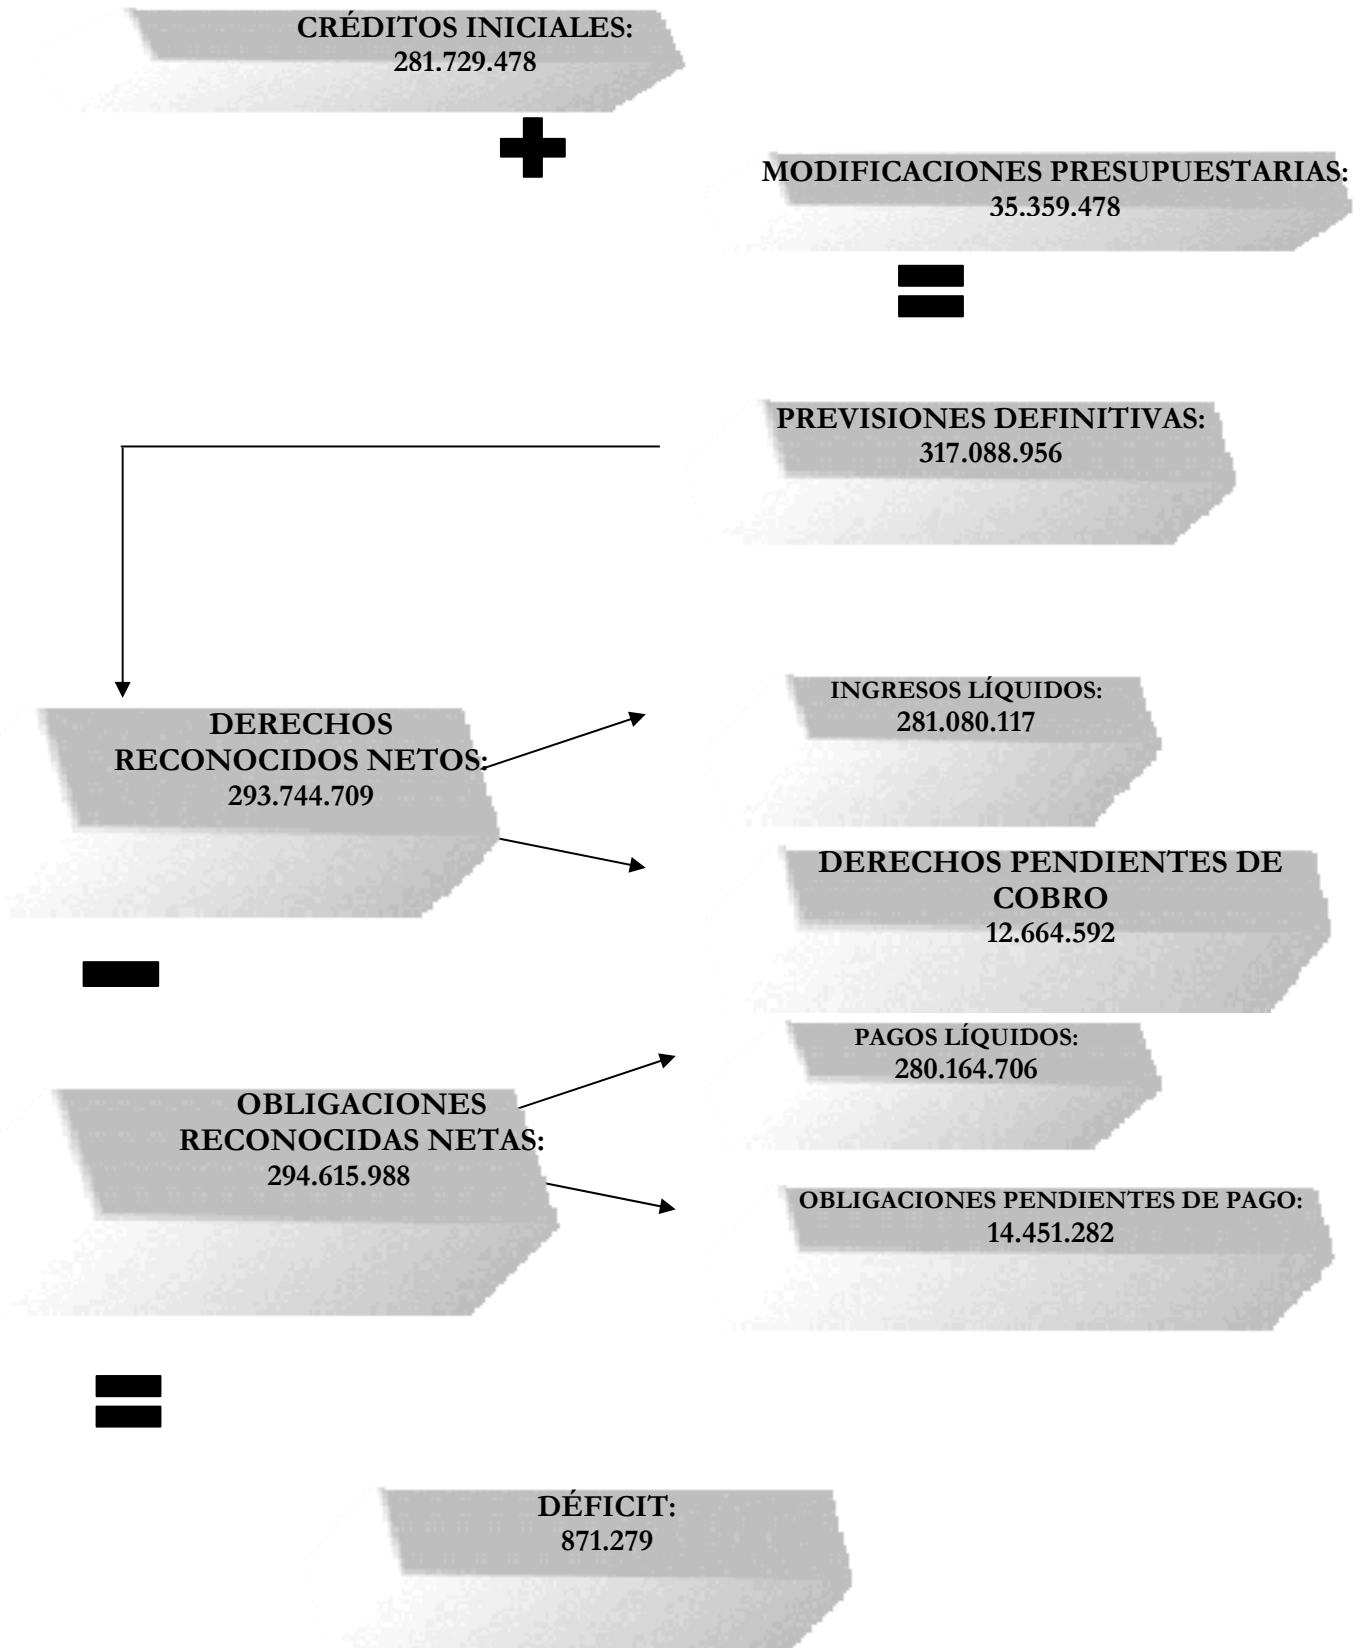 CRÉDITOS INICIALES:
281.729.478
MODIFICACIONES PRESUPUESTARIAS:
35.359.478
PREVISIONES DEFINITIVAS:
317.088.956
DERECHOS
RECONOCIDOS NETOS:
293.744.709
INGRESOS LÍQUIDOS:
281.080.117
DERECHOS PENDIENTES DE
COBRO
12.664.592
OBLIGACIONES
RECONOCIDAS NETAS:
294.615.988
PAGOS LÍQUIDOS:
280.164.706
OBLIGACIONES PENDIENTES DE PAGO:
14.451.282
DÉFICIT:
871.279